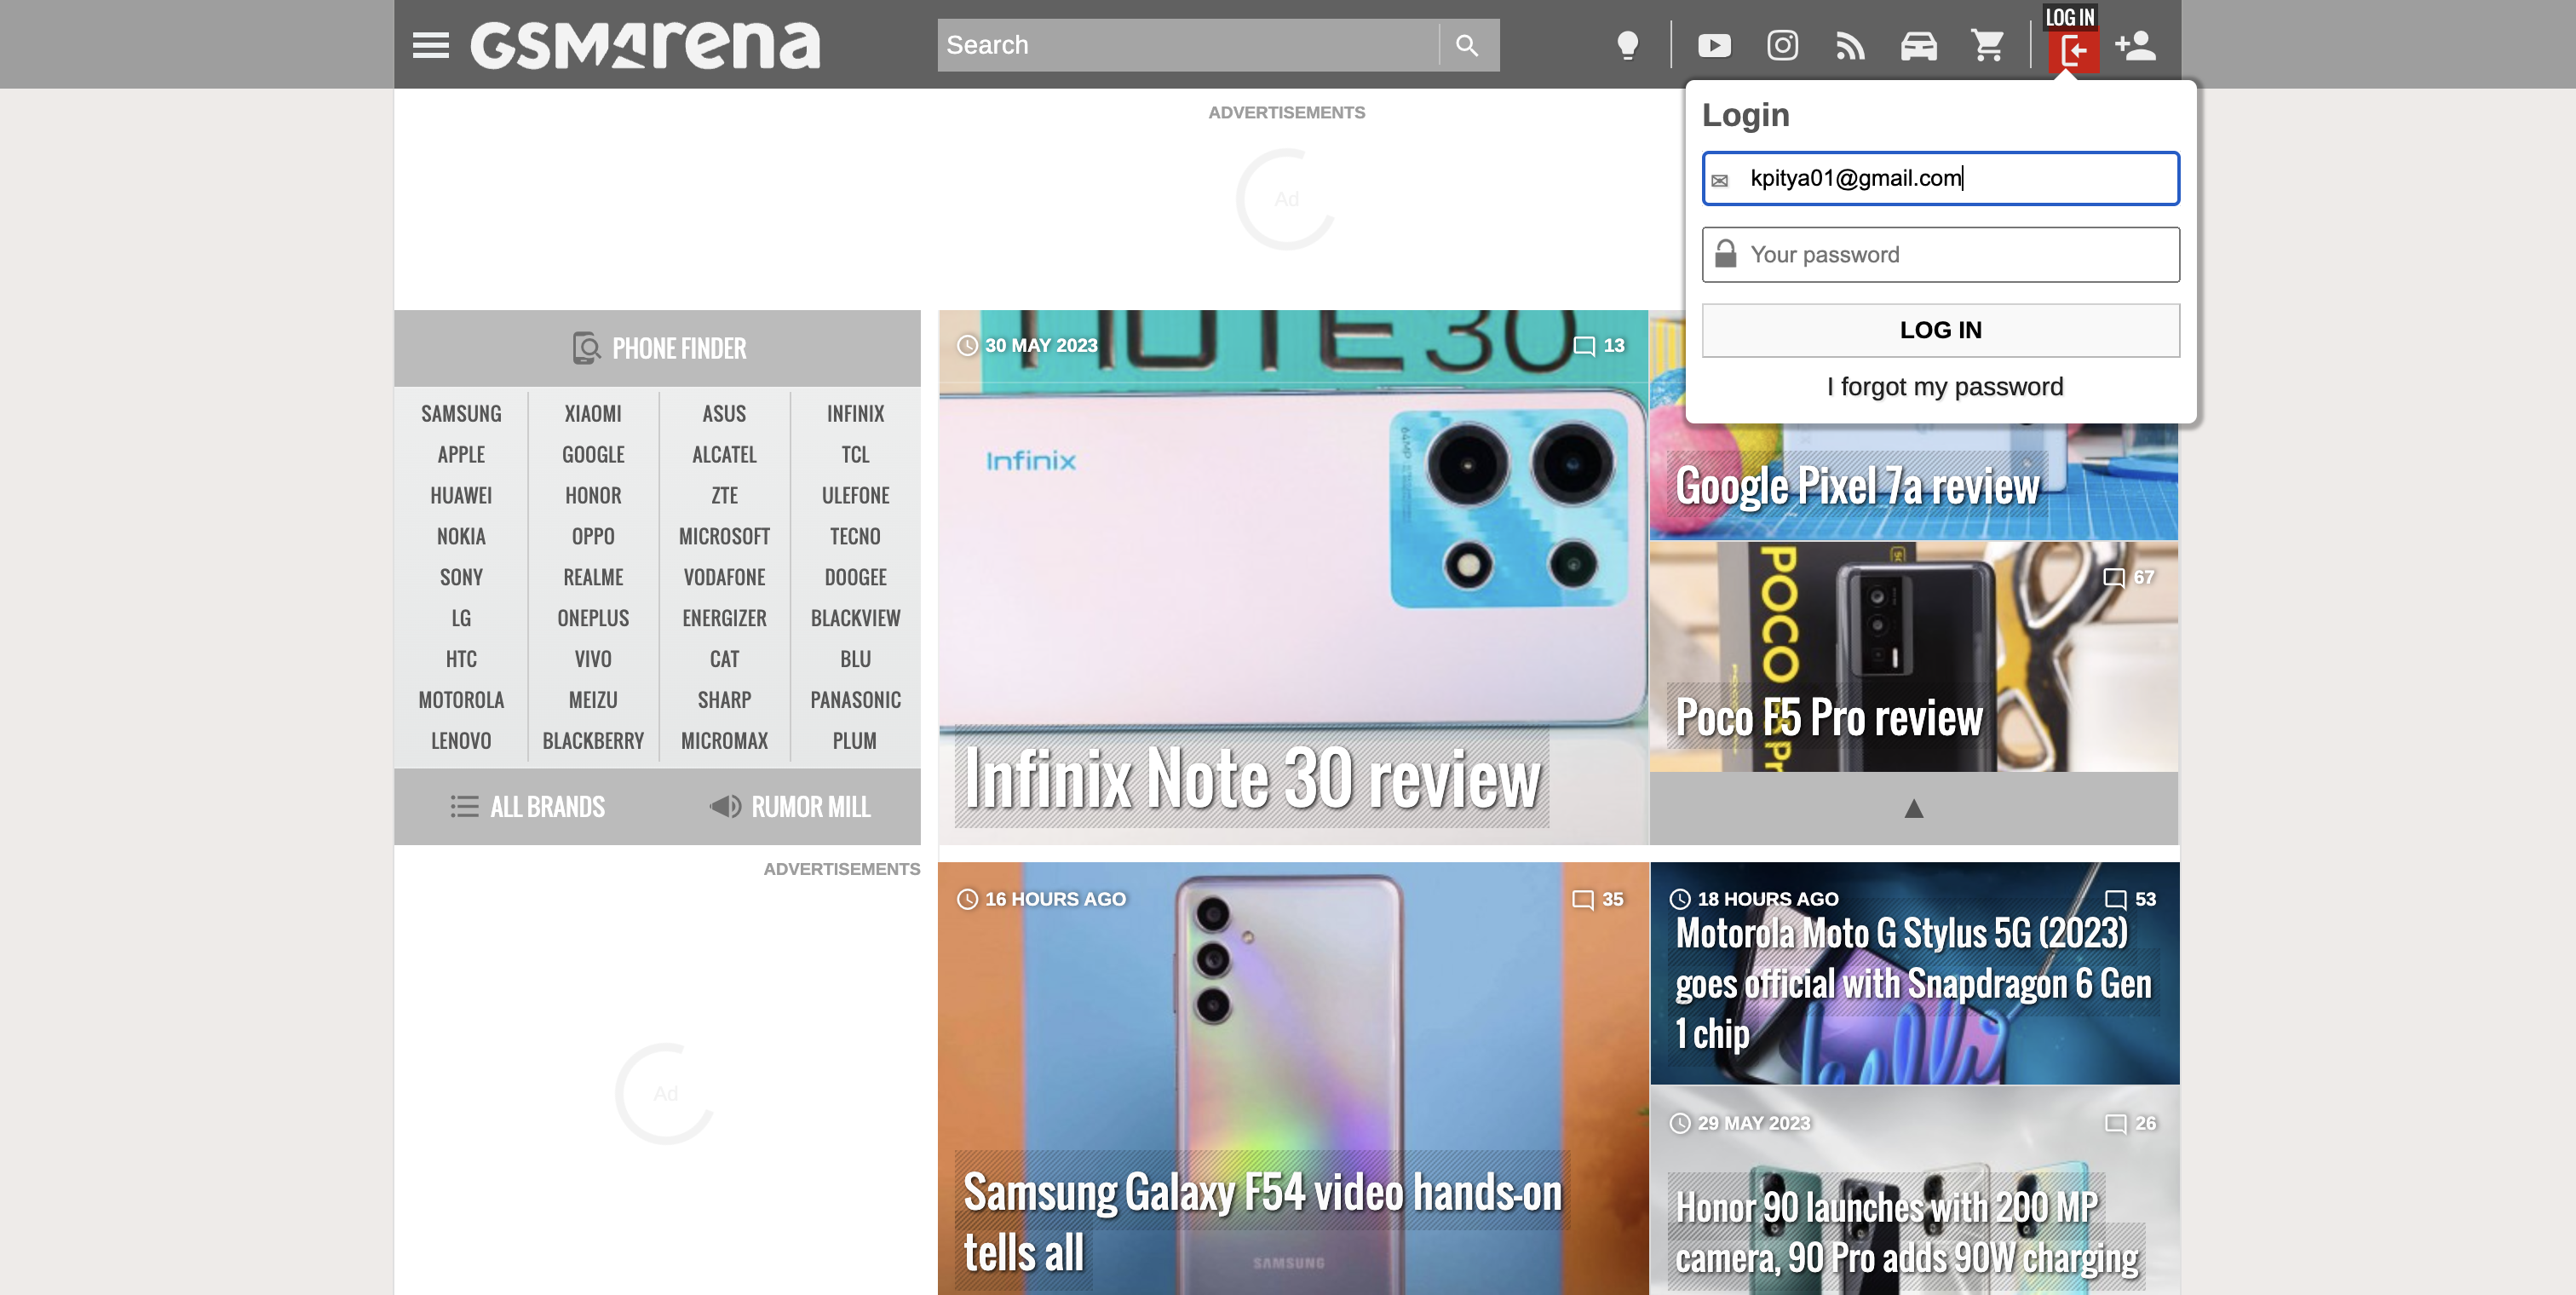 GSMArena
Search
LOG IN
Login
kpitya01@gmail.com
Your password
LOG IN
I forgot my password
ADVERTISEMENTS
Ad
PHONE FINDER
SAMSUNG XIAOMI ASUS INFINIX
APPLE GOOGLE ALCATEL TCL
HUAWEI HONOR ZTE ULEFONE
NOKIA OPPO MICROSOFT TECNO
SONY REALME VODAFONE DOOGEE
LG ONEPLUS ENERGIZER BLACKVIEW
HTC VIVO CAT BLU
MOTOROLA MEIZU SHARP PANASONIC
LENOVO BLACKBERRY MICROMAX PLUM
ALL BRANDS RUMOR MILL
ADVERTISEMENTS
Ad
NOTE 30
30 MAY 2023 13
Infinix
64MP
Infinix Note 30 review
Google Pixel 7a review
67
POCO
Poco F5 Pro review
16 HOURS AGO 35
SAMSUNG
Samsung Galaxy F54 video hands-on
tells all
18 HOURS AGO 53
Motorola Moto G Stylus 5G (2023)
goes official with Snapdragon 6 Gen
1 chip
hello
29 MAY 2023 26
Honor 90 launches with 200 MP
camera, 90 Pro adds 90W charging